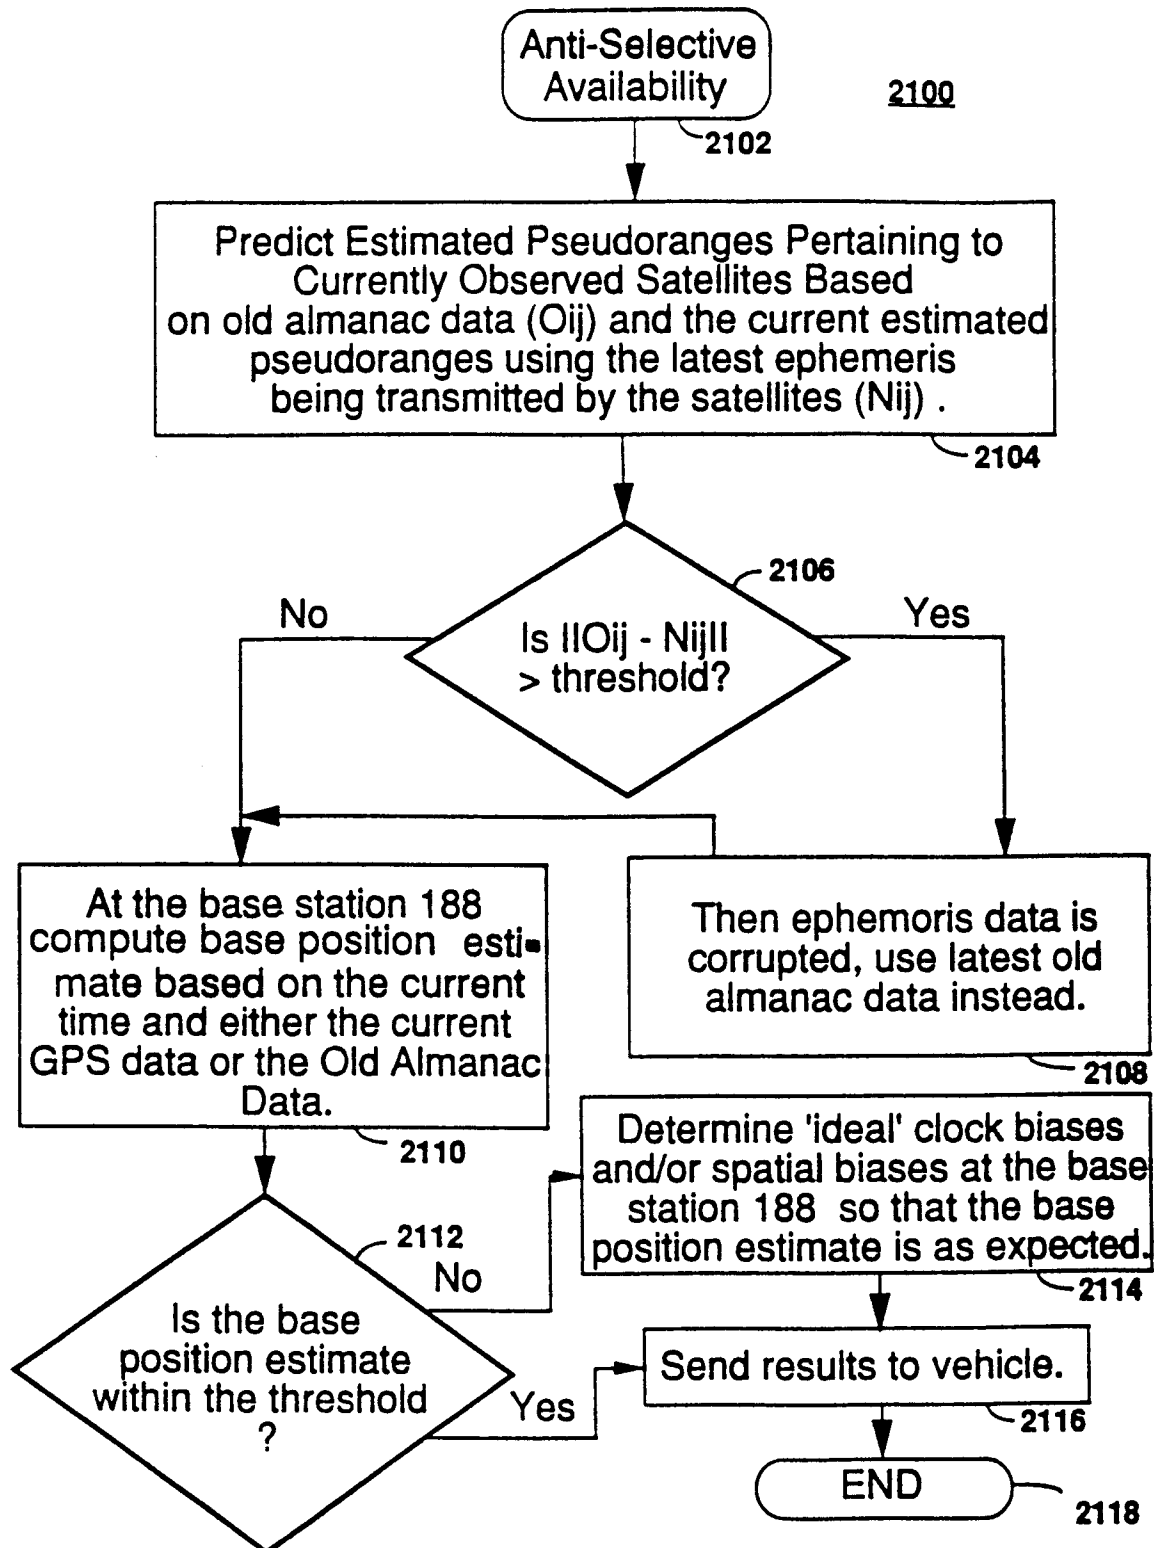 Anti-Selective
Availability
2100
2102
Predict Estimated Pseudoranges Pertaining to
Currently Observed Satellites Based
on old almanac data (Oij) and the current estimated
pseudoranges using the latest ephemeris
being transmitted by the satellites (Nij) .
2104
2106
No
Yes
Is IIOij - NijII
> threshold?
At the base station 188
compute base position esti-
mate based on the current
time and either the current
GPS data or the Old Almanac
Data.
2110
Then ephemoris data is
corrupted, use latest old
almanac data instead.
2108
Determine 'ideal' clock biases
and/or spatial biases at the base
station 188 so that the base
position estimate is as expected.
2114
2112
No
Is the base
position estimate
within the threshold
?
Yes
Send results to vehicle.
2116
END
2118